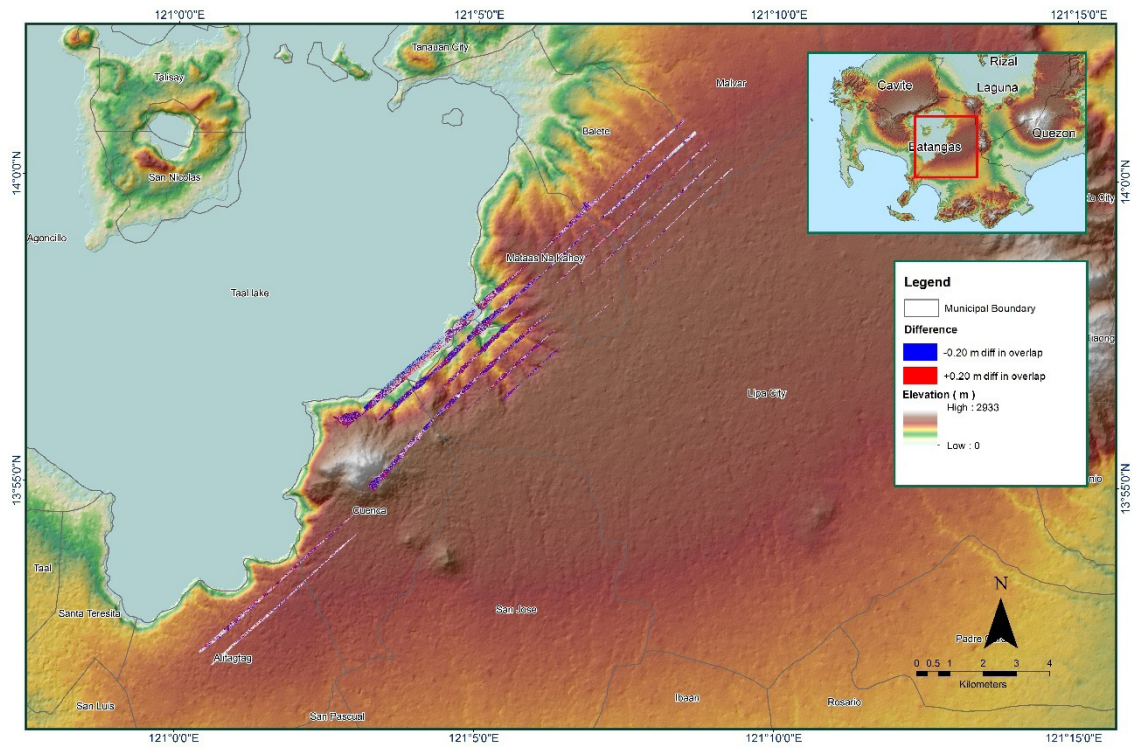 121°0'0"E
121°5'0"E
121°10'0"E
121°15'0"E
Tanauan City
Talisay
Malvar
Balete
San Nicolas
14°0'0"N
14°0'0"N
Agoncillo
Mataas Na Kahoy
Taal lake
Lipa City
13°55'0"N
13°55'0"N
Cuenca
Taal
Santa Teresita
San Jose
Alitagtag
San Luis
San Pascual
Ibaan
Rosario
Padre
Rizal
Cavite
Laguna
Quezon
Batangas
Legend
Municipal Boundary
Difference
-0.20 m diff in overlap
+0.20 m diff in overlap
Elevation ( m )
High : 2933
Low : 0
N
0 0.5 1 2 3 4
Kilometers
121°0'0"E
121°5'0"E
121°10'0"E
121°15'0"E